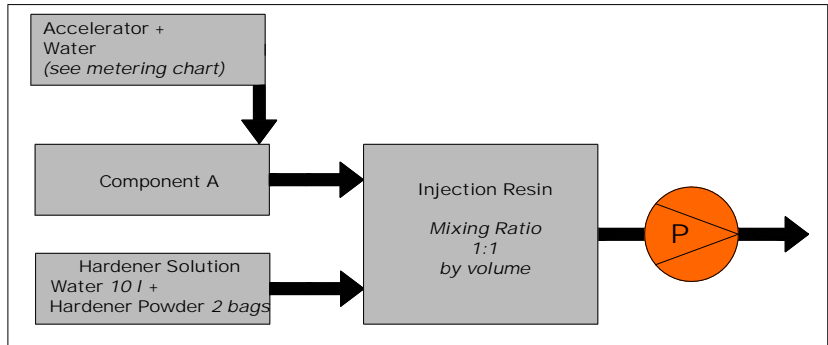 Accelerator +
Water
(see metering chart)
Component A
Hardener Solution
Water 10 l +
Hardener Powder 2 bags
Injection Resin
Mixing Ratio
1:1
by volume
P